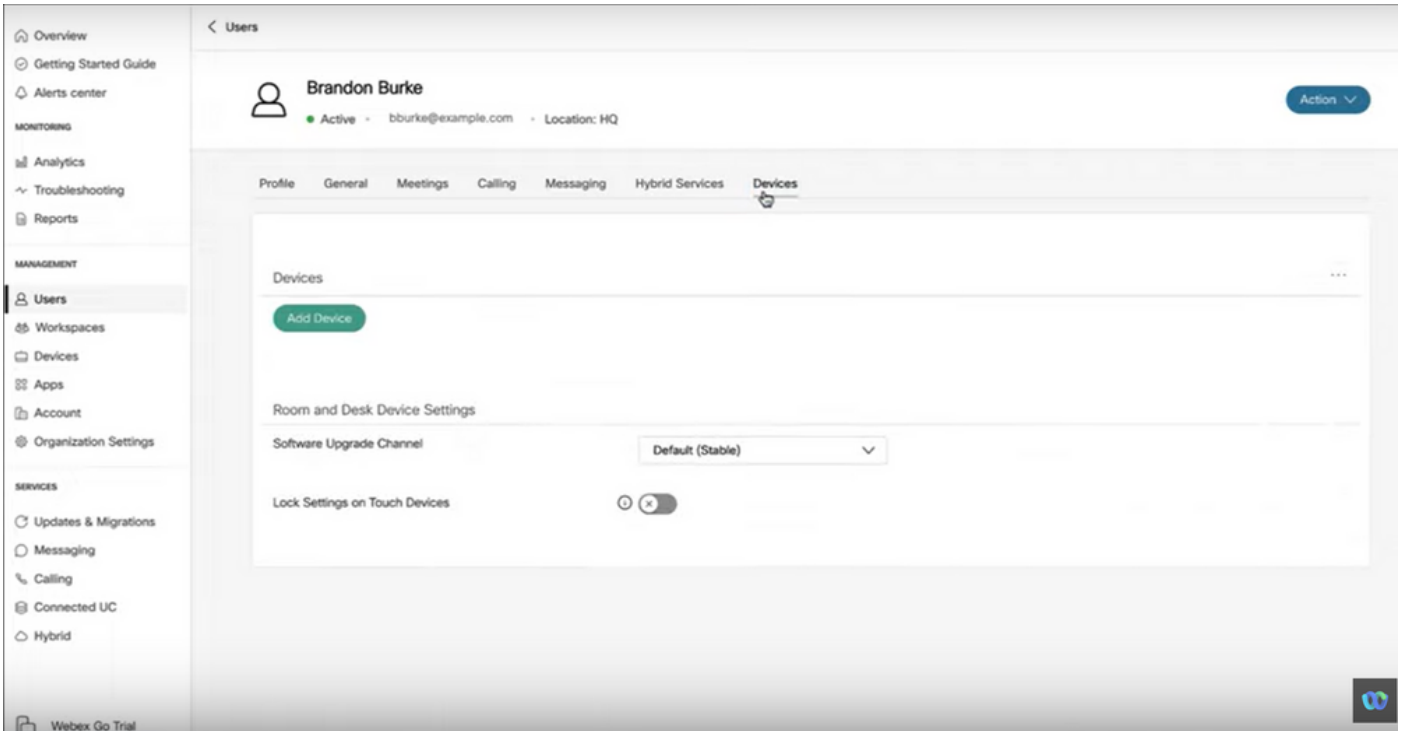 Overview
Getting Started Guide
Alerts center
MONITORING
Analytics
Troubleshooting
Reports
MANAGEMENT
Users
Workspaces
Devices
Apps
Account
Organization Settings
SERVICES
Updates & Migrations
Messaging
Calling
Connected UC
Hybrid
Webex Go Trial
Users
Brandon Burke
Active bburke@example.com Location: HQ
Action
Profile General Meetings Calling Messaging Hybrid Services Devices
Devices
...
Add Device
Room and Desk Device Settings
Software Upgrade Channel Default (Stable)
Lock Settings on Touch Devices